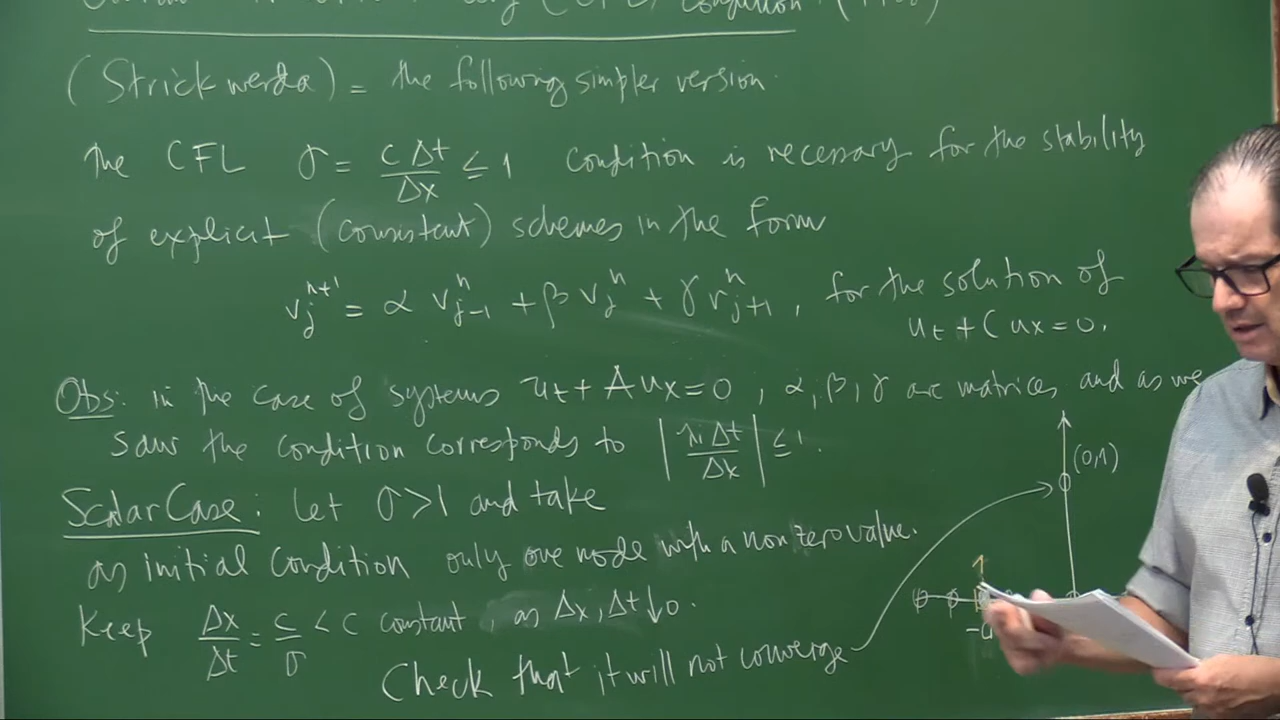 (CFL) Condition (
(Strickwerda) = the following simpler version.
The CFL σ = cΔt/Δx ≤ 1 condition is necessary for the stability
of explicit (consistent) schemes in the form
v_j^{n+1} = α v_{j-1}^n + β v_j^n + γ v_{j+1}^n , for the solution of
u_t + C u_x = 0.
Obs: in the case of systems u_t + A u_x = 0 , α, β, γ are matrices and as we
saw the condition corresponds to |λi Δt/Δx| ≤ 1.
(0,1)
Scalar Case: Let σ > 1 and take
as initial condition only one node with a nonzero value.
1
Keep Δx/Δt = c/σ < c constant, as Δx, Δt ↓ 0.
Check that it will not converge